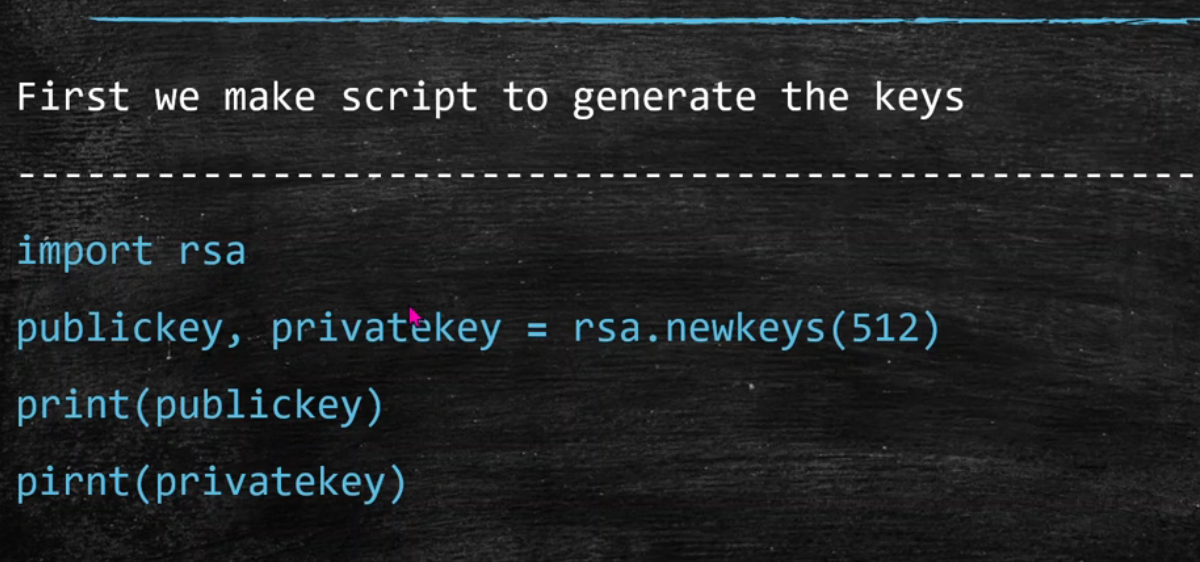 First we make script to generate the keys
---------------------------------------------------
import rsa
publickey, privatekey = rsa.newkeys(512)
print(publickey)
pirnt(privatekey)